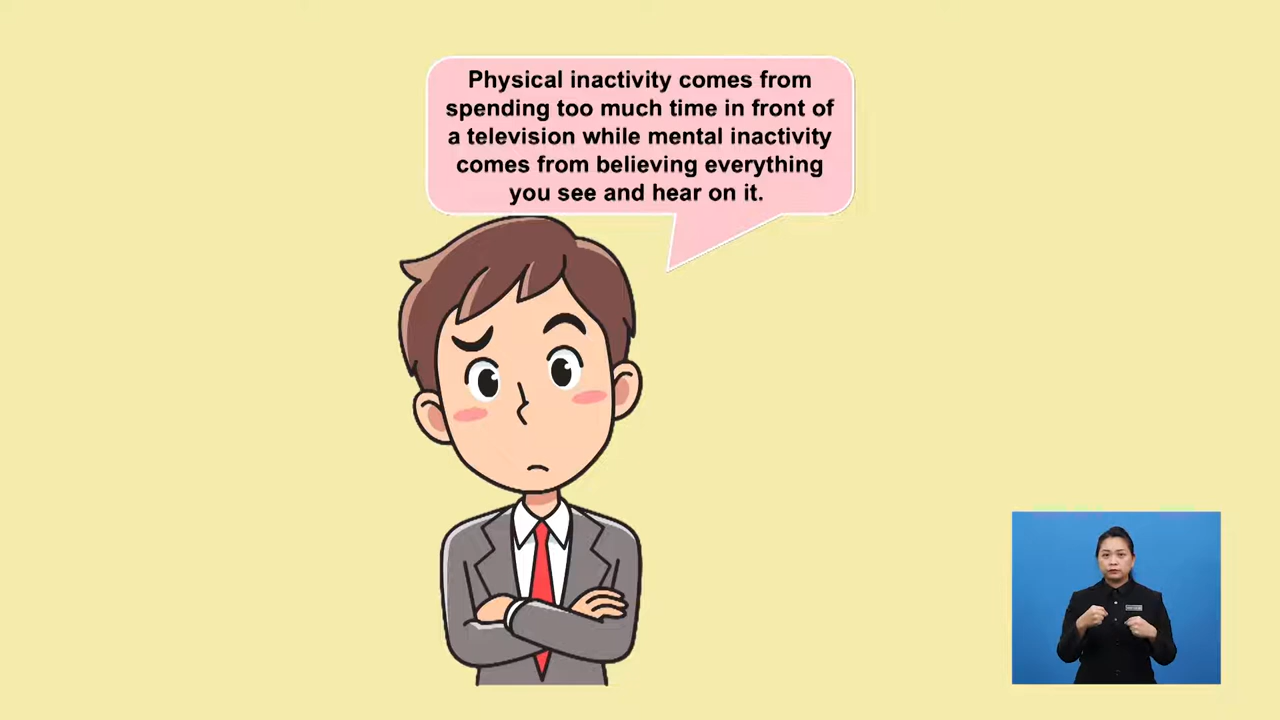 Physical inactivity comes from
spending too much time in front of
a television while mental inactivity
comes from believing everything
you see and hear on it.